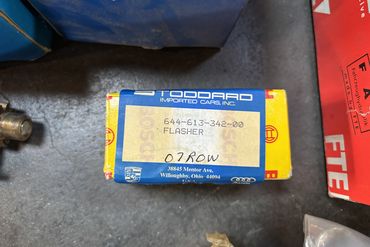 STODDARD
IMPORTED CARS, INC.
644-613-342-00
FLASHER
07ROW
38845 Mentor Ave.
Willoughby, Ohio 44094
FTE